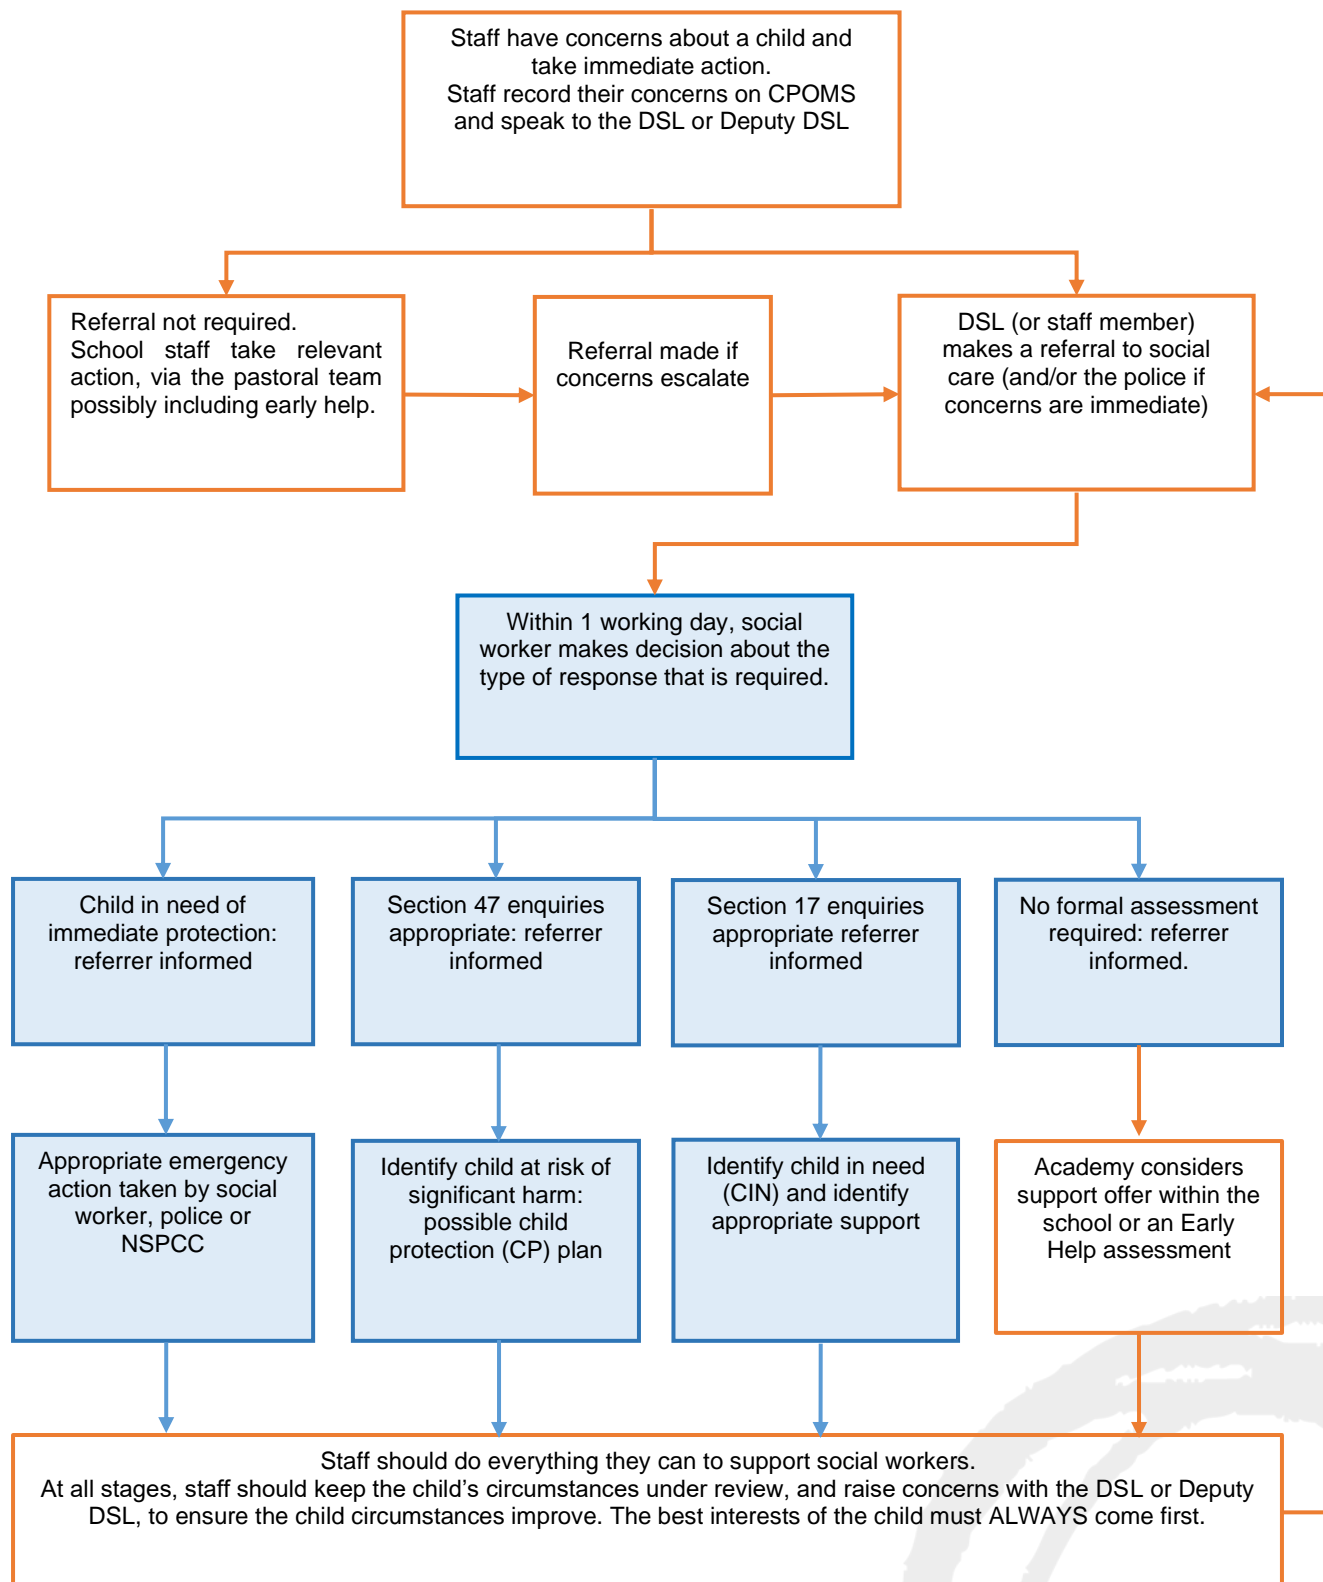 Staff have concerns about a child and
take immediate action.
Staff record their concerns on CPOMS
and speak to the DSL or Deputy DSL
Referral not required.
School staff take relevant
action, via the pastoral team
possibly including early help.
Referral made if
concerns escalate
DSL (or staff member)
makes a referral to social
care (and/or the police if
concerns are immediate)
Within 1 working day, social
worker makes decision about the
type of response that is required.
Child in need of
immediate protection:
referrer informed
Section 47 enquiries
appropriate: referrer
informed
Section 17 enquiries
appropriate referrer
informed
No formal assessment
required: referrer
informed.
Appropriate emergency
action taken by social
worker, police or
NSPCC
Identify child at risk of
significant harm:
possible child
protection (CP) plan
Identify child in need
(CIN) and identify
appropriate support
Academy considers
support offer within the
school or an Early
Help assessment
Staff should do everything they can to support social workers.
At all stages, staff should keep the child’s circumstances under review, and raise concerns with the DSL or Deputy
DSL, to ensure the child circumstances improve. The best interests of the child must ALWAYS come first.